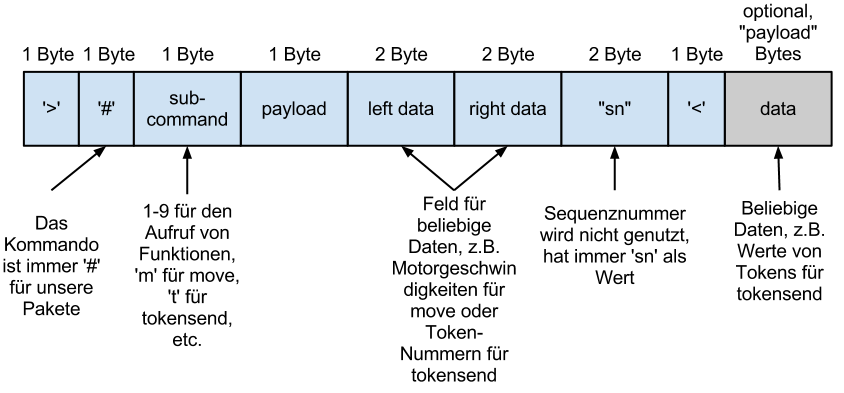 optional,
"payload"
1 Byte 1 Byte 1 Byte 1 Byte 2 Byte 2 Byte 2 Byte 1 Byte Bytes
'>' '#' sub-
command payload left data right data "sn" '<' data
Das
Kommando
ist immer '#'
für unsere
Pakete
1-9 für den
Aufruf von
Funktionen,
'm' für move,
't' für
tokensend,
etc.
Feld für
beliebige
Daten, z.B.
Motorgeschwin
digkeiten für
move oder
Token-
Nummern für
tokensend
Sequenznummer
wird nicht genutzt,
hat immer 'sn' als
Wert
Beliebige
Daten, z.B.
Werte von
Tokens für
tokensend